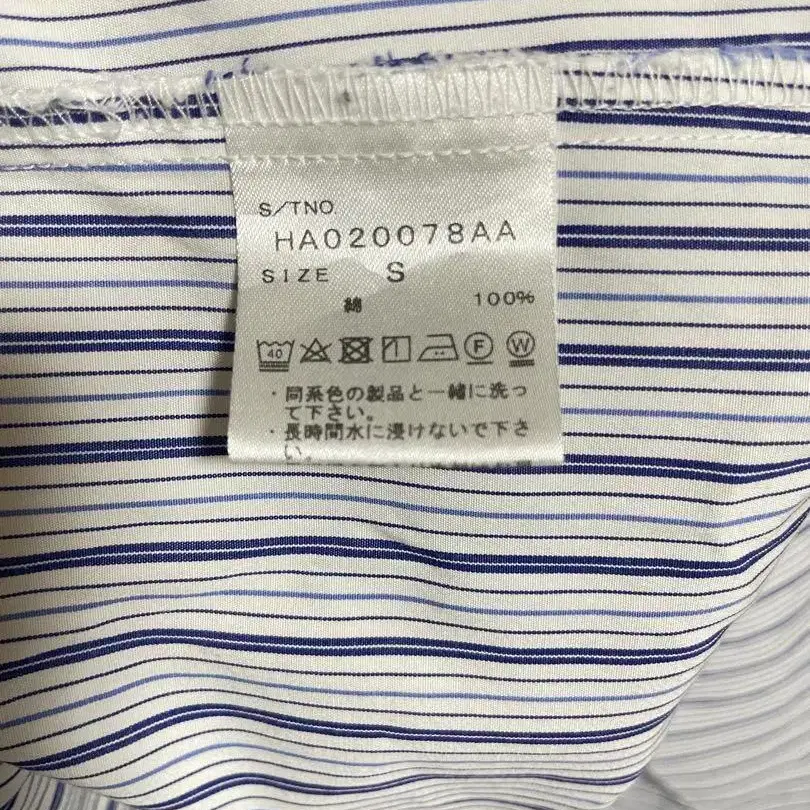 S/TNO.
HA020078AA
SIZE S
綿 100%
40 F W
・同系色の製品と一緒に洗っ
て下さい。
・長時間水に浸けないで下さ
い。